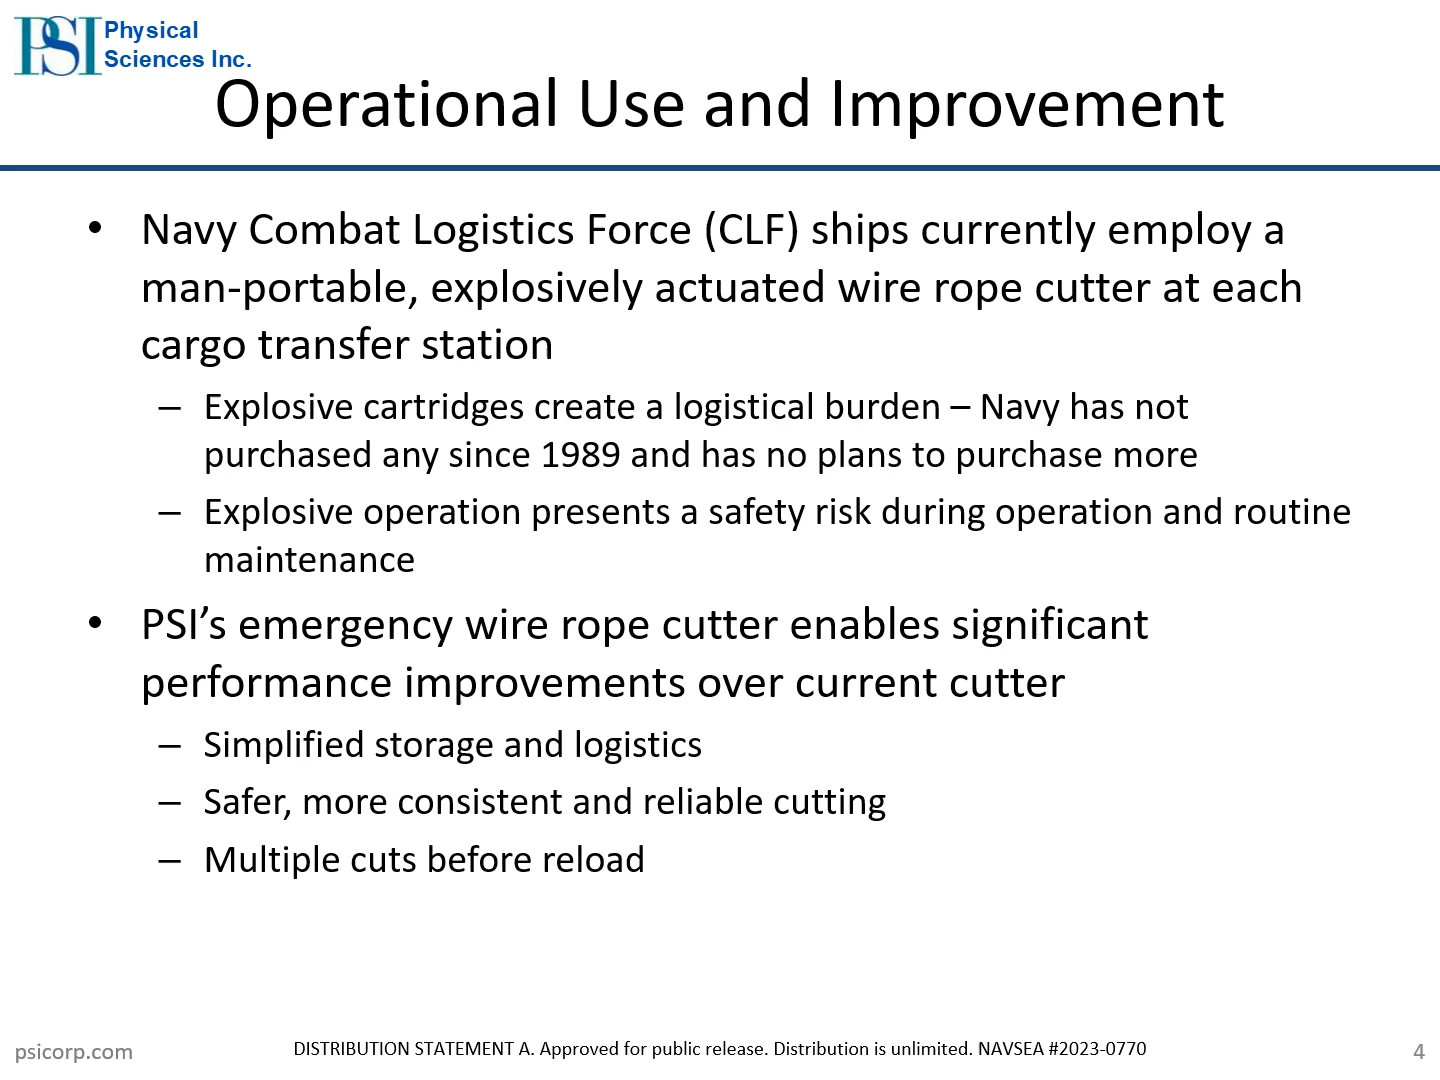 PSI Physical
Sciences Inc.
Operational Use and Improvement
• Navy Combat Logistics Force (CLF) ships currently employ a
man-portable, explosively actuated wire rope cutter at each
cargo transfer station
– Explosive cartridges create a logistical burden – Navy has not
purchased any since 1989 and has no plans to purchase more
– Explosive operation presents a safety risk during operation and routine
maintenance
• PSI’s emergency wire rope cutter enables significant
performance improvements over current cutter
– Simplified storage and logistics
– Safer, more consistent and reliable cutting
– Multiple cuts before reload
psicorp.com
DISTRIBUTION STATEMENT A. Approved for public release. Distribution is unlimited. NAVSEA #2023-0770
4